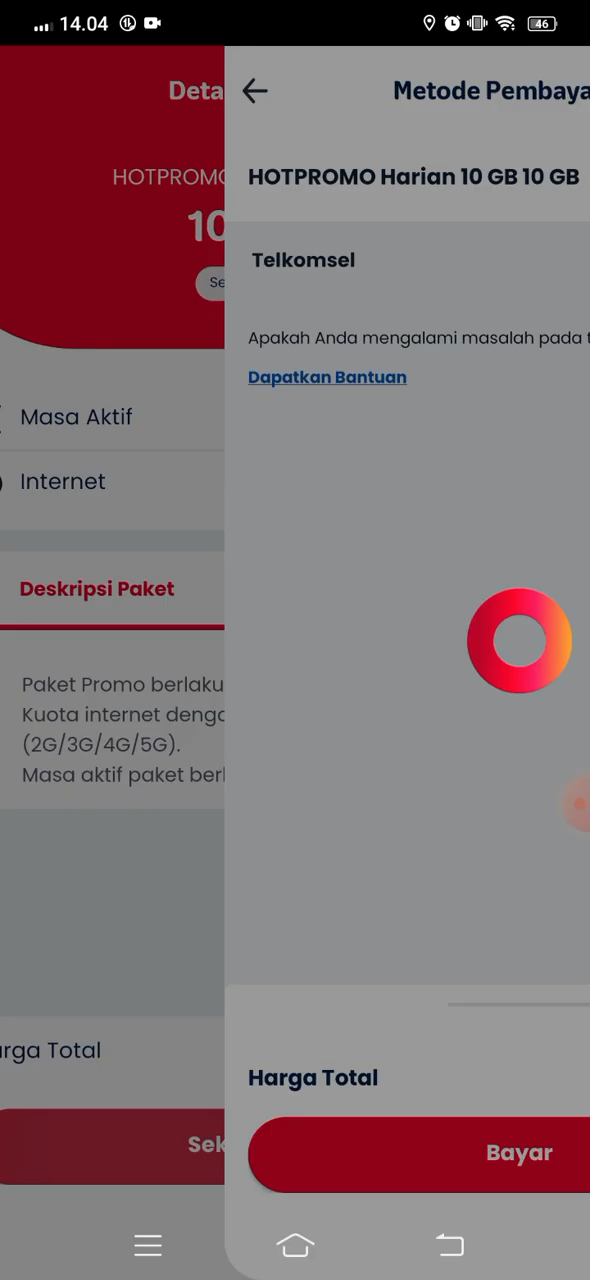 14.04
46
Deta
HOTPROMO
10
Se
Masa Aktif
Internet
Deskripsi Paket
Paket Promo berlaku
Kuota internet denga
(2G/3G/4G/5G).
Masa aktif paket berl
rga Total
Sek
Metode Pembaya
HOTPROMO Harian 10 GB 10 GB
Telkomsel
Apakah Anda mengalami masalah pada t
Dapatkan Bantuan
Harga Total
Bayar